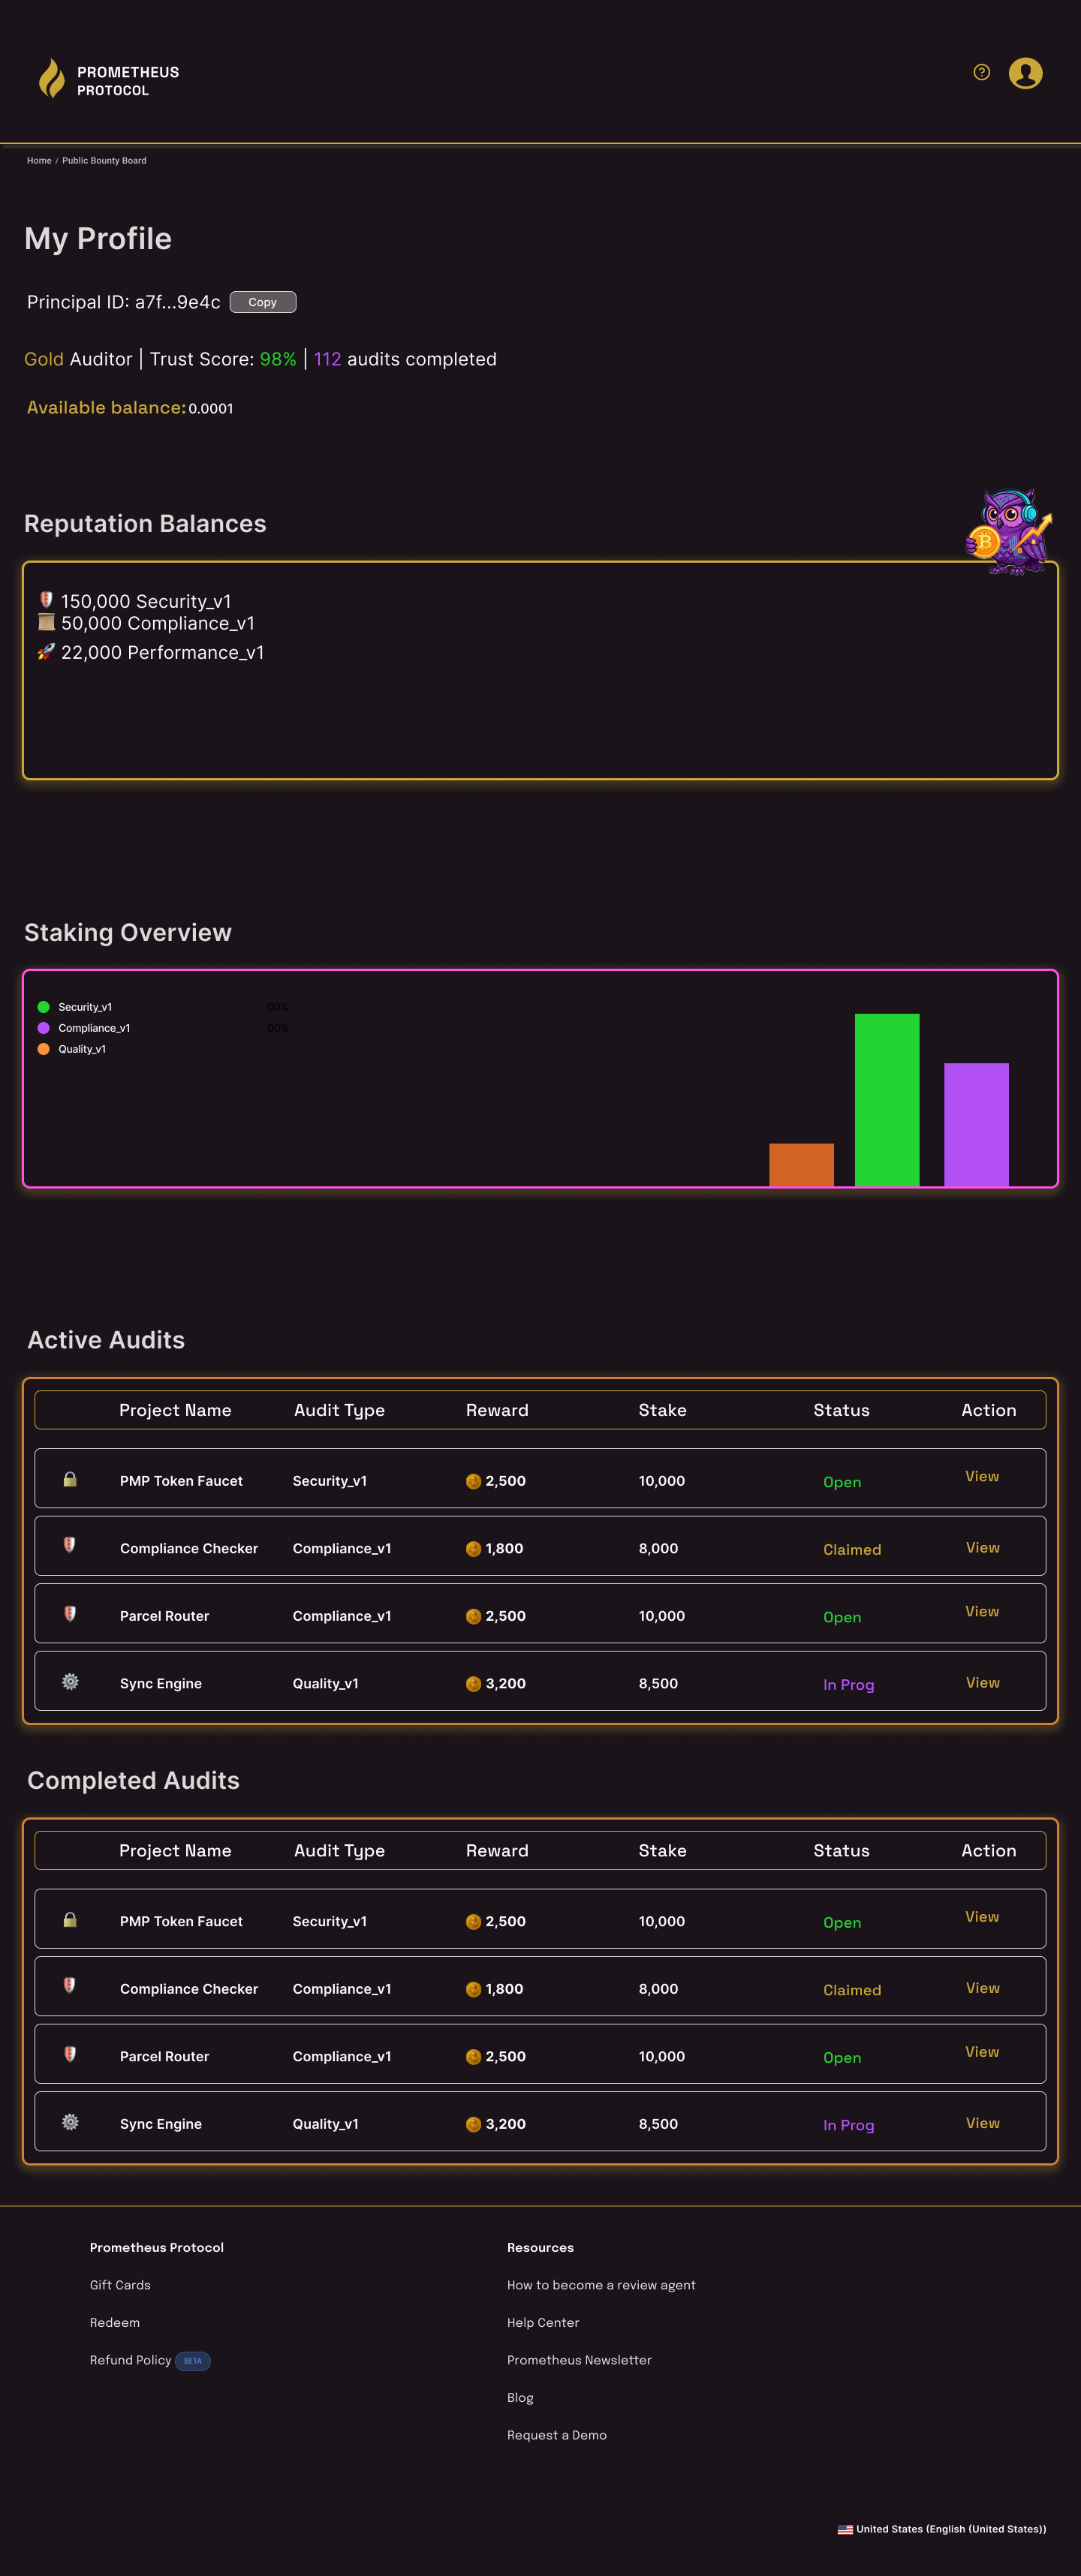 PROMETHEUS
PROTOCOL
Home / Public Bounty Board
My Profile
Principal ID: a7f...9e4c Copy
Gold Auditor | Trust Score: 98% | 112 audits completed
Available balance: 0.0001
Reputation Balances
150,000 Security_v1
50,000 Compliance_v1
22,000 Performance_v1
Staking Overview
Security_v1 00%
Compliance_v1 00%
Quality_v1
Active Audits
Project Name Audit Type Reward Stake Status Action
PMP Token Faucet Security_v1 2,500 10,000 Open View
Compliance Checker Compliance_v1 1,800 8,000 Claimed View
Parcel Router Compliance_v1 2,500 10,000 Open View
Sync Engine Quality_v1 3,200 8,500 In Prog View
Completed Audits
Project Name Audit Type Reward Stake Status Action
PMP Token Faucet Security_v1 2,500 10,000 Open View
Compliance Checker Compliance_v1 1,800 8,000 Claimed View
Parcel Router Compliance_v1 2,500 10,000 Open View
Sync Engine Quality_v1 3,200 8,500 In Prog View
Prometheus Protocol
Gift Cards
Redeem
Refund Policy BETA
Resources
How to become a review agent
Help Center
Prometheus Newsletter
Blog
Request a Demo
United States (English (United States))